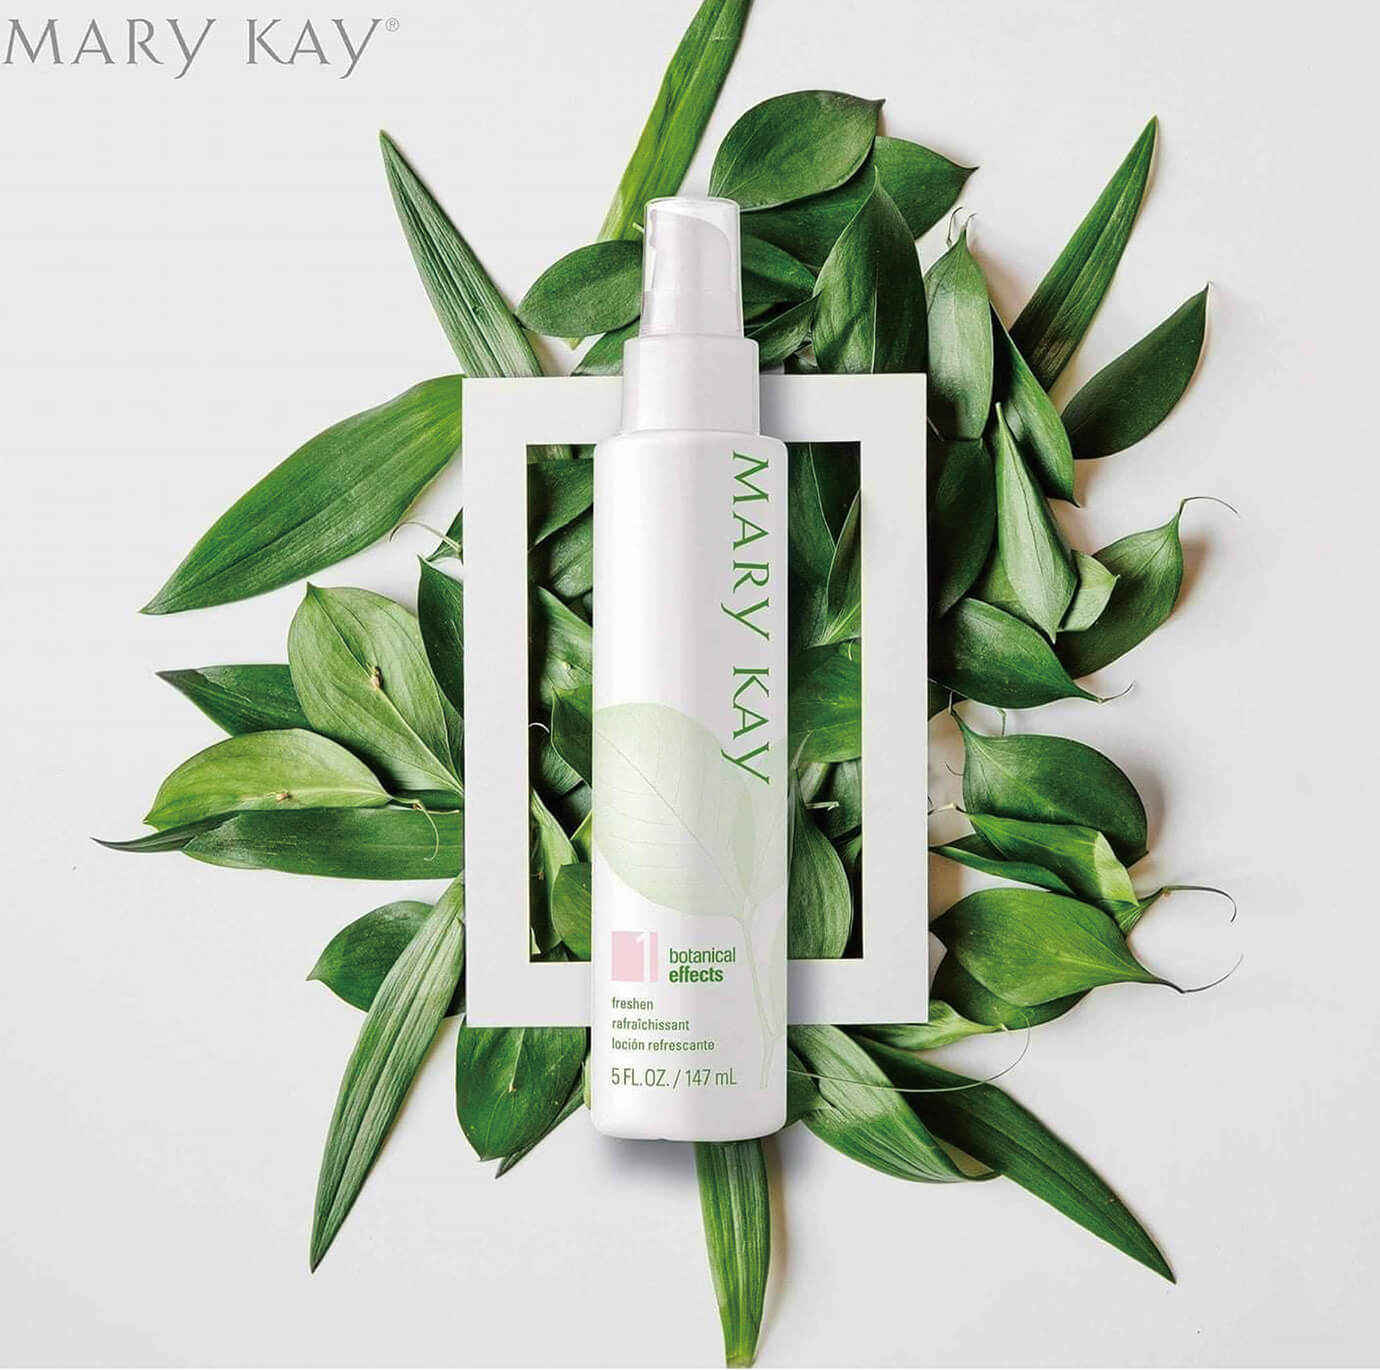 MARY KAY®
MARY KAY
1
botanical
effects
freshen
rafraîchissant
loción refrescante
5 FL. OZ. / 147 mL